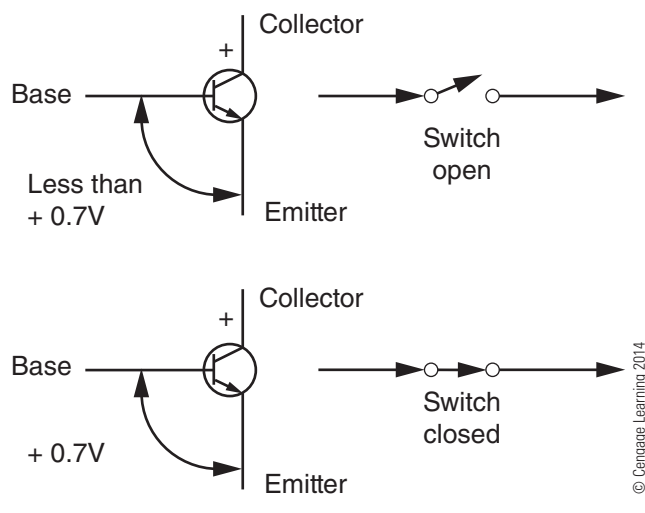 Collector
+
Base
Switch
open
Less than
+ 0.7V
Emitter
Collector
+
Base
Switch
closed
+ 0.7V
Emitter
© Cengage Learning 2014